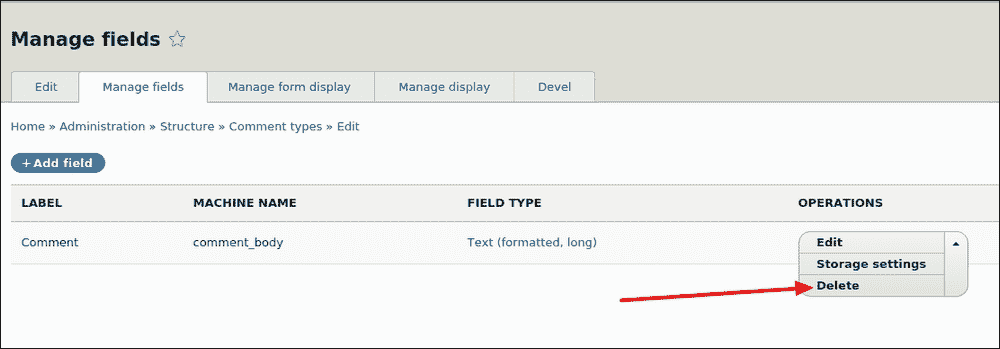 Manage fields
Edit Manage fields Manage form display Manage display Devel
Home » Administration » Structure » Comment types » Edit
+ Add field
LABEL MACHINE NAME FIELD TYPE OPERATIONS
Comment comment_body Text (formatted, long) Edit
Storage settings
Delete